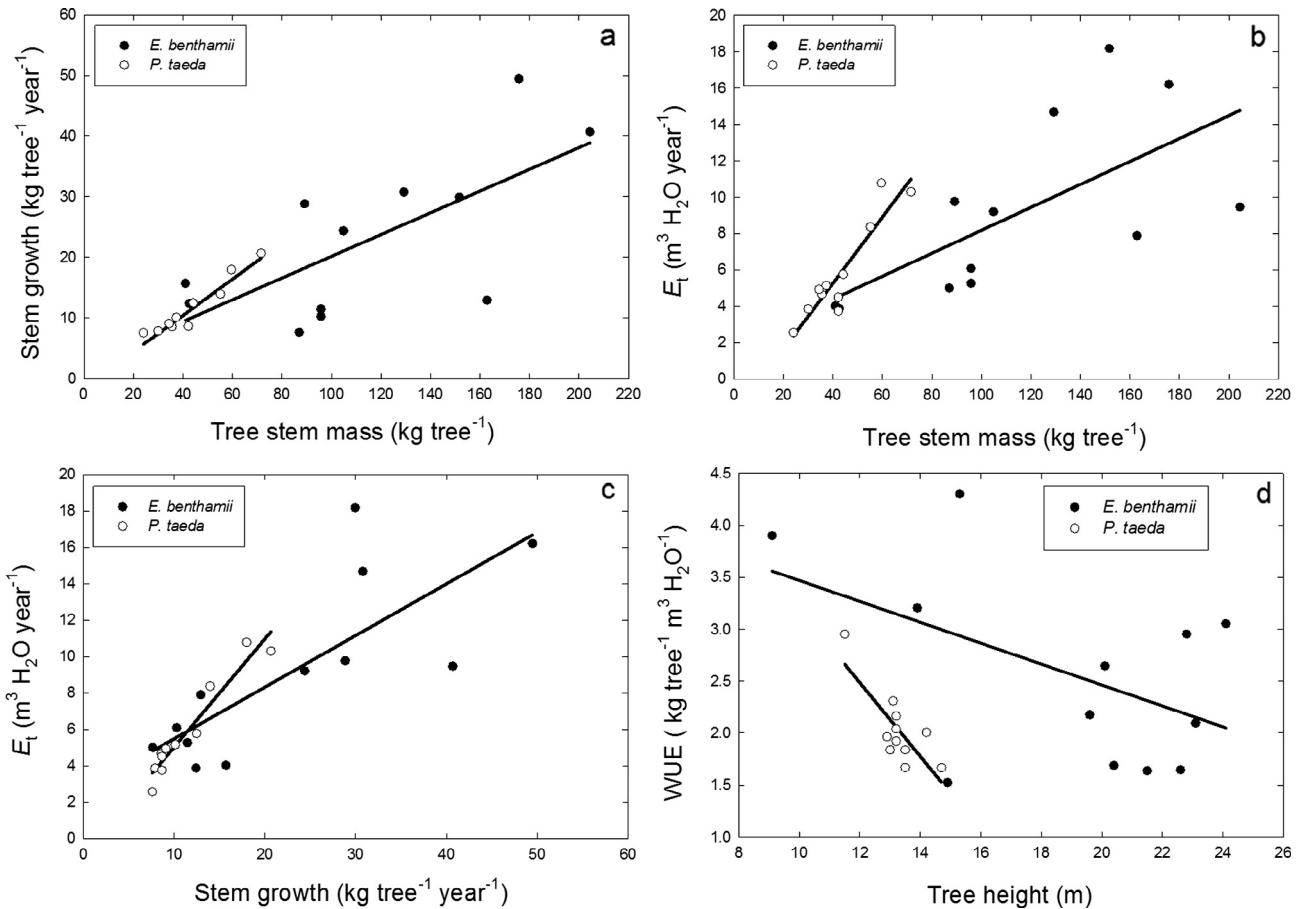 a
E. benthamii
P. taeda
60
50
40
30
20
10
0
Stem growth (kg tree⁻¹ year⁻¹)
0 20 40 60 80 100 120 140 160 180 200 220
Tree stem mass (kg tree⁻¹)
b
E. benthamii
P. taeda
20
18
16
14
12
10
8
6
4
2
0
Eₜ (m³ H₂O year⁻¹)
0 20 40 60 80 100 120 140 160 180 200 220
Tree stem mass (kg tree⁻¹)
c
E. benthamii
P. taeda
20
18
16
14
12
10
8
6
4
2
0
Eₜ (m³ H₂O year⁻¹)
0 10 20 30 40 50 60
Stem growth (kg tree⁻¹ year⁻¹)
d
E. benthamii
P. taeda
4.5
4.0
3.5
3.0
2.5
2.0
1.5
1.0
WUE ( kg tree⁻¹ m³ H₂O⁻¹)
8 10 12 14 16 18 20 22 24 26
Tree height (m)